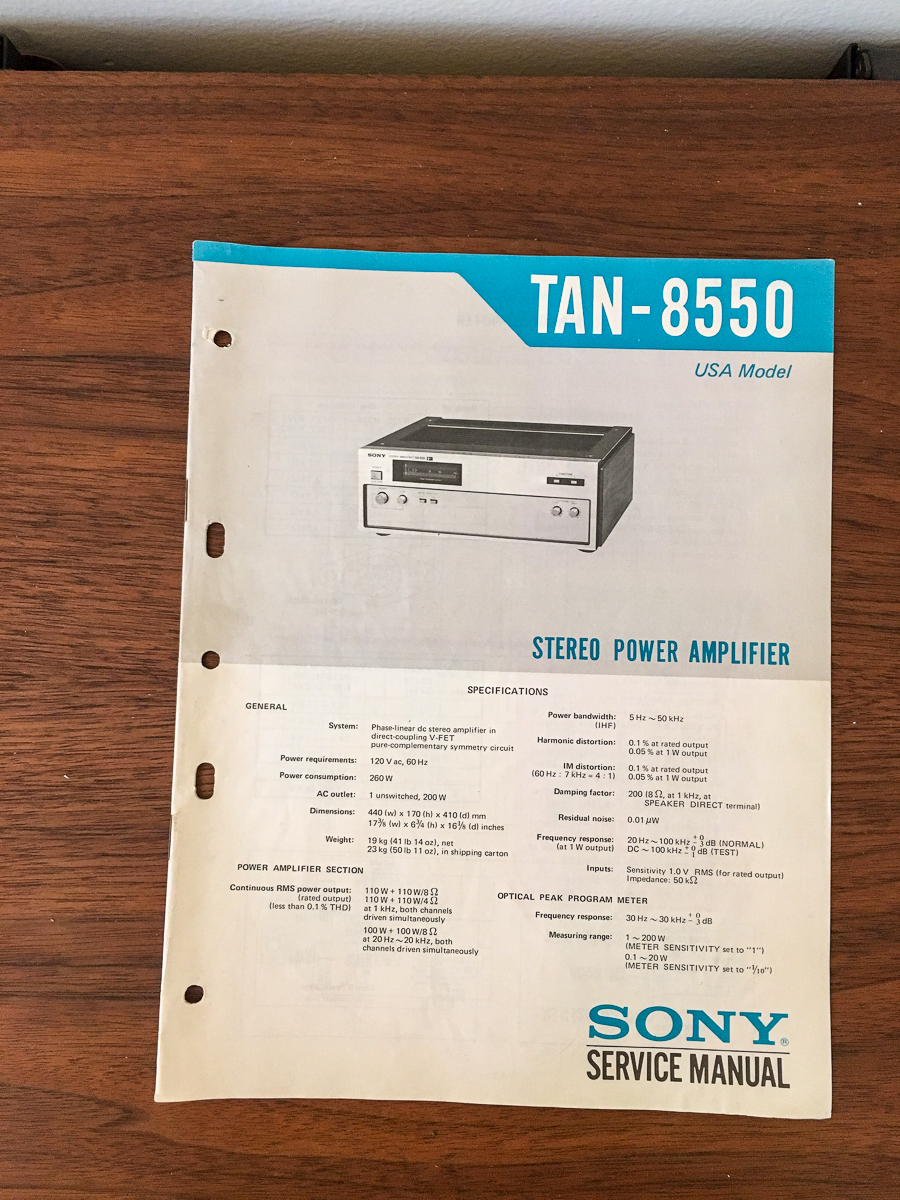 TAN-8550
USA Model
SONY
STEREO POWER AMPLIFIER
SPECIFICATIONS
GENERAL
System: Phase-linear dc stereo amplifier in
direct-coupling V-FET
pure-complementary symmetry circuit
Power requirements: 120 V ac, 60 Hz
Power consumption: 260 W
AC outlet: 1 unswitched, 200 W
Dimensions: 440 (w) x 170 (h) x 410 (d) mm
17⅜ (w) x 6¾ (h) x 16⅛ (d) inches
Weight: 19 kg (41 lb 14 oz), net
23 kg (50 lb 11 oz), in shipping carton
POWER AMPLIFIER SECTION
Continuous RMS power output: 110 W + 110 W/8 Ω
(rated output) 110 W + 110 W/4 Ω
(less than 0.1 % THD) at 1 kHz, both channels
driven simultaneously
100 W + 100 W/8 Ω
at 20 Hz ~ 20 kHz, both
channels driven simultaneously
Power bandwidth: 5 Hz ~ 50 kHz
(IHF)
Harmonic distortion: 0.1 % at rated output
0.05 % at 1 W output
IM distortion: 0.1 % at rated output
(60 Hz : 7 kHz = 4 : 1) 0.05 % at 1 W output
Damping factor: 200 (8 Ω, at 1 kHz, at
SPEAKER DIRECT terminal)
Residual noise: 0.01 μW
Frequency response: 20 Hz ~ 100 kHz +0 -3 dB (NORMAL)
(at 1 W output) DC ~ 100 kHz +0 -1 dB (TEST)
Inputs: Sensitivity 1.0 V RMS (for rated output)
Impedance: 50 kΩ
OPTICAL PEAK PROGRAM METER
Frequency response: 30 Hz ~ 30 kHz +0 -3 dB
Measuring range: 1 ~ 200 W
(METER SENSITIVITY set to "1")
0.1 ~ 20 W
(METER SENSITIVITY set to "1/10")
SONY®
SERVICE MANUAL